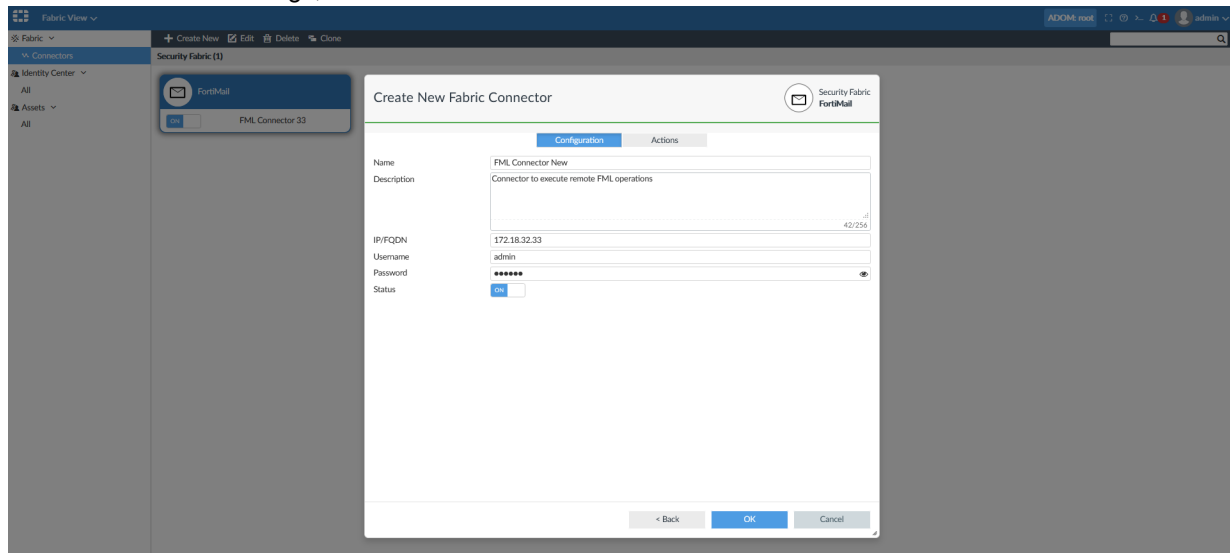 Fabric View
ADOM: root
1
admin
Fabric
Create New Edit Delete Clone
Connectors
Security Fabric (1)
Identity Center
All
Assets
All
FortiMail
ON FML Connector 33
Create New Fabric Connector
Security Fabric
FortiMail
Configuration Actions
Name FML Connector New
Description Connector to execute remote FML operations
42/256
IP/FQDN 172.18.32.33
Username admin
Password ●●●●●●
Status ON
< Back OK Cancel